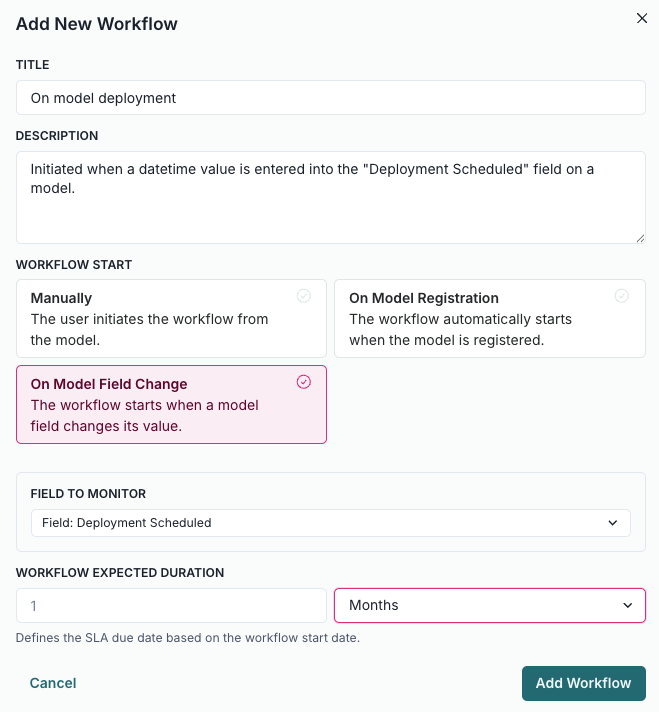 Add New Workflow
TITLE
On model deployment
DESCRIPTION
Initiated when a datetime value is entered into the "Deployment Scheduled" field on a
model.
WORKFLOW START
Manually
The user initiates the workflow from
the model.
On Model Registration
The workflow automatically starts
when the model is registered.
On Model Field Change
The workflow starts when a model
field changes its value.
FIELD TO MONITOR
Field: Deployment Scheduled
WORKFLOW EXPECTED DURATION
1
Months
Defines the SLA due date based on the workflow start date.
Cancel
Add Workflow